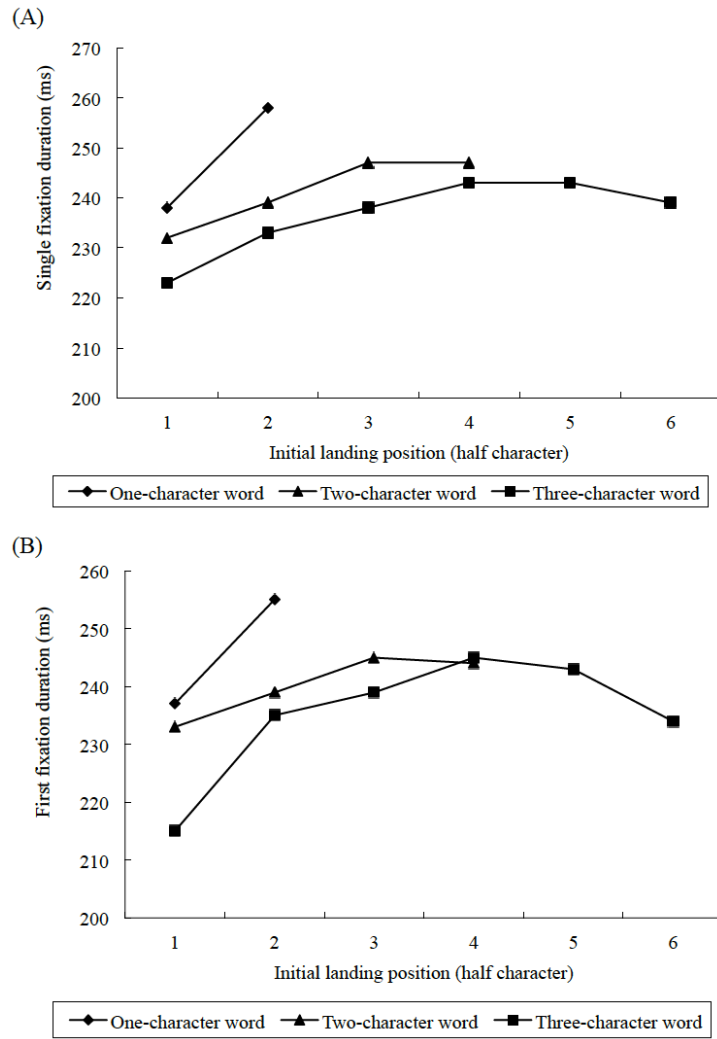 (A)
Single fixation duration (ms)
270
260
250
240
230
220
210
200
1 2 3 4 5 6
Initial landing position (half character)
One-character word Two-character word Three-character word
(B)
First fixation duration (ms)
260
250
240
230
220
210
200
1 2 3 4 5 6
Initial landing position (half character)
One-character word Two-character word Three-character word